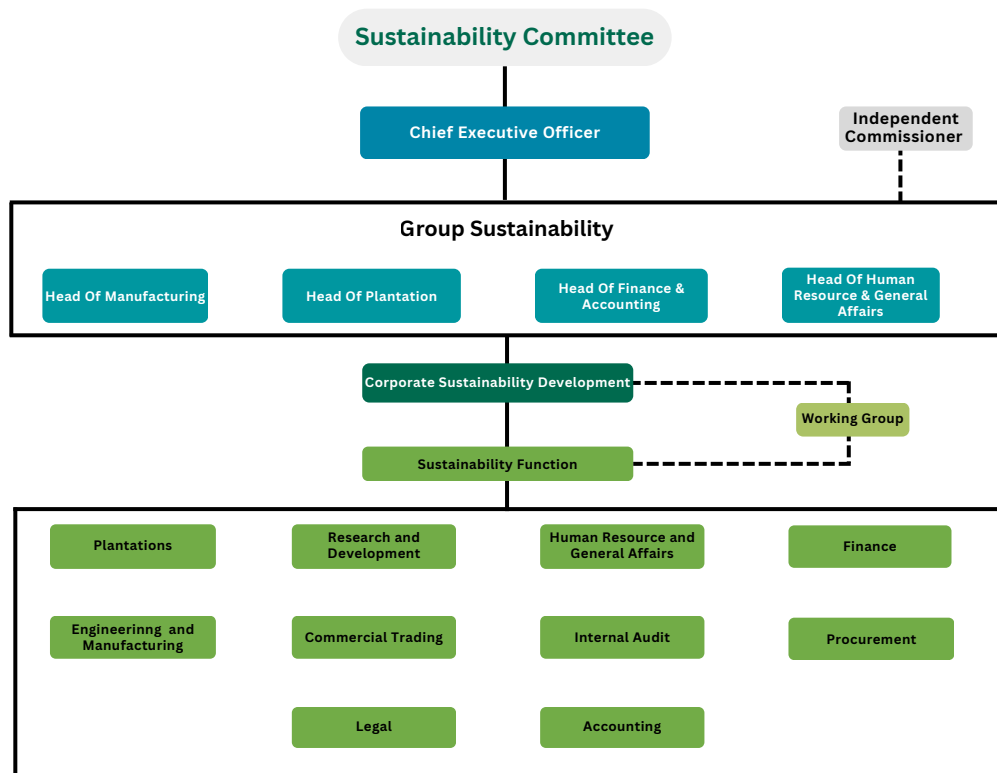 Sustainability Committee
Chief Executive Officer
Independent
Commissioner
Group Sustainability
Head Of Manufacturing
Head Of Plantation
Head Of Finance &
Accounting
Head Of Human
Resource & General
Affairs
Corporate Sustainability Development
Working Group
Sustainability Function
Plantations
Research and
Development
Human Resource and
General Affairs
Finance
Engineerinng and
Manufacturing
Commercial Trading
Internal Audit
Procurement
Legal
Accounting